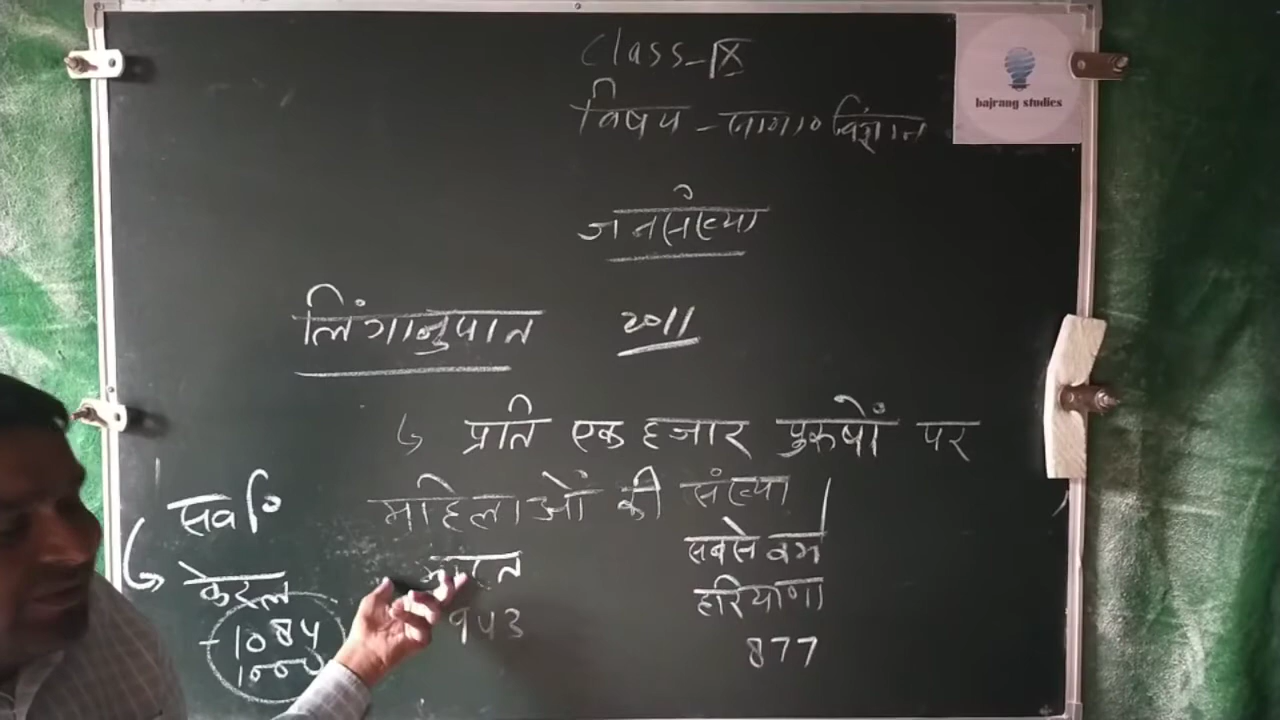 Class-IX
bajrang studies
विषय - सामा० विज्ञान
जनसंख्या
लिंगानुपात 2011
↳ प्रति एक हजार पुरुषों पर
महिलाओं की संख्या
सर्वा०
↳ केरल
1084
1000
भारत
943
सबसे कम
हरियाणा
877